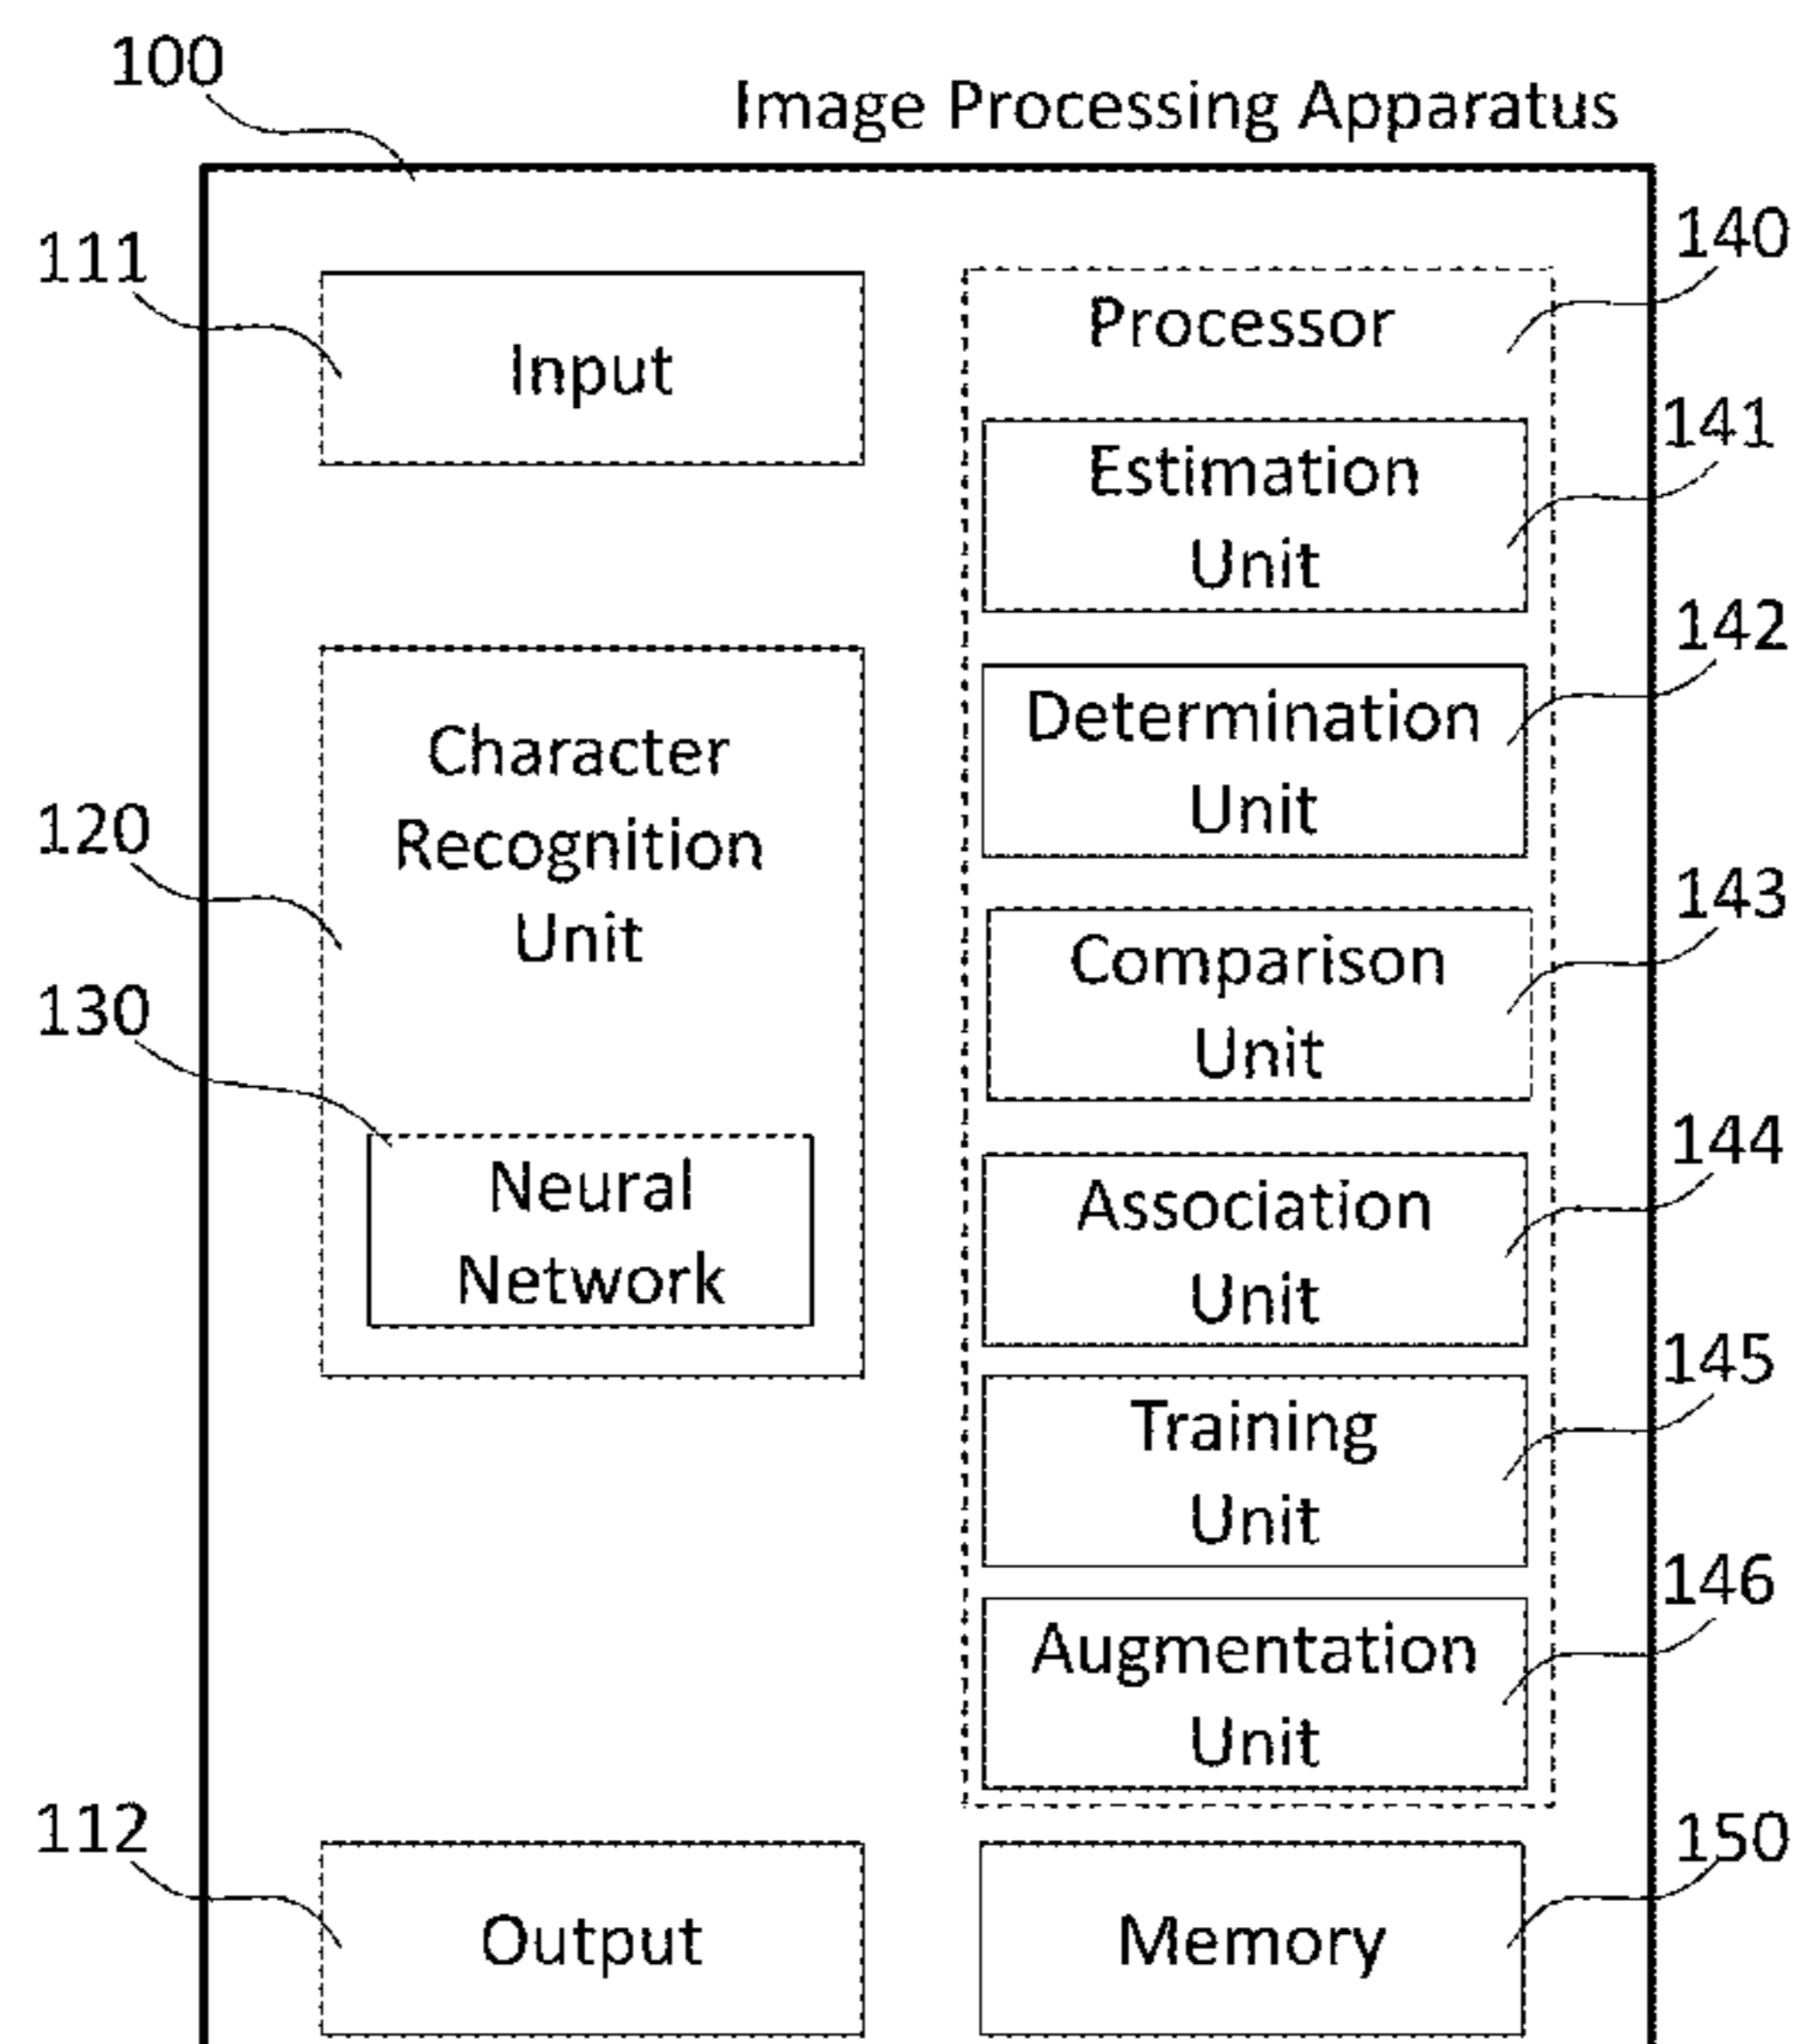 100
Image Processing Apparatus
111
Input
120
Character
Recognition
Unit
130
Neural
Network
112
Output
140
Processor
141
Estimation
Unit
142
Determination
Unit
143
Comparison
Unit
144
Association
Unit
145
Training
Unit
146
Augmentation
Unit
150
Memory